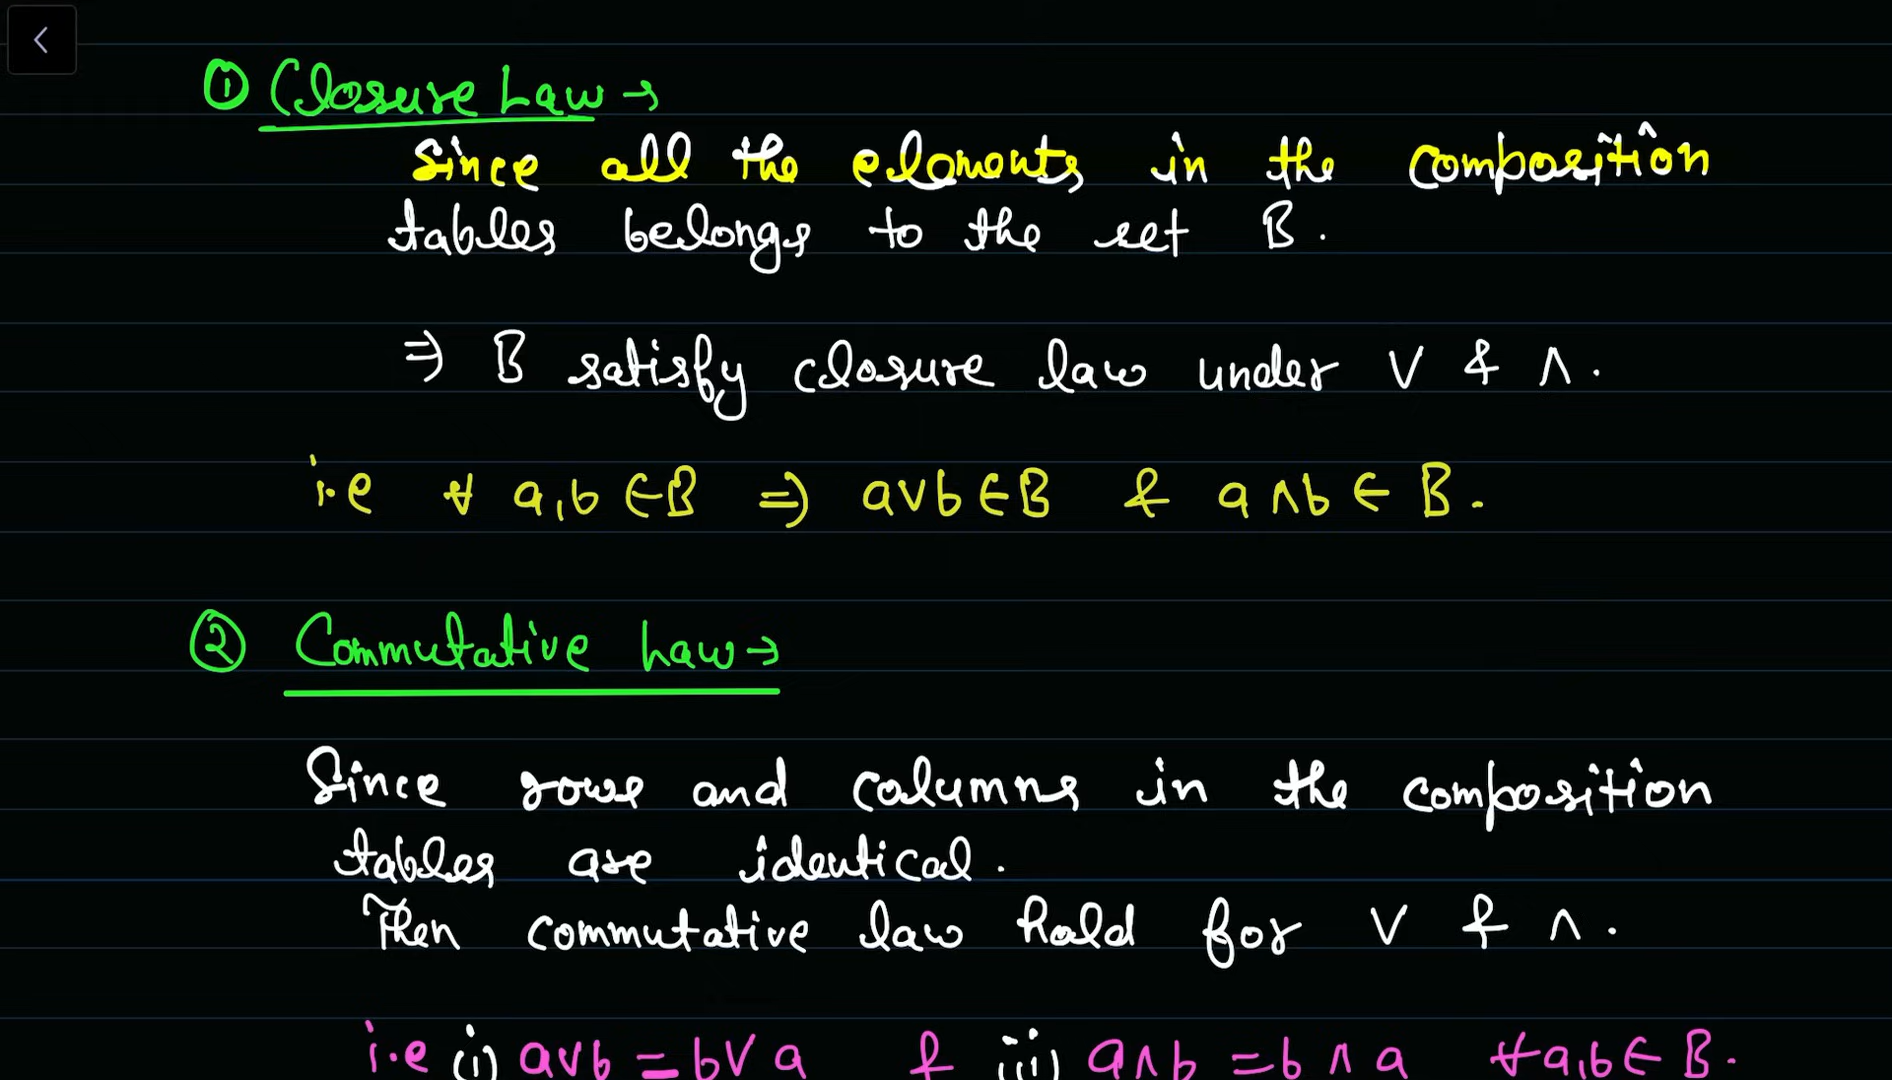 ① Closure Law →
Since all the elements in the composition
tables belongs to the set B.
⇒ B satisfy closure law under ∨ & ∧.
i.e ∀ a,b ∈ B ⇒ a∨b ∈ B & a∧b ∈ B.
② Commutative Law →
Since rows and columns in the composition
tables are identical.
Then commutative law hold for ∨ & ∧.
i.e (i) a∨b = b∨a & (ii) a∧b = b∧a ∀ a,b ∈ B.